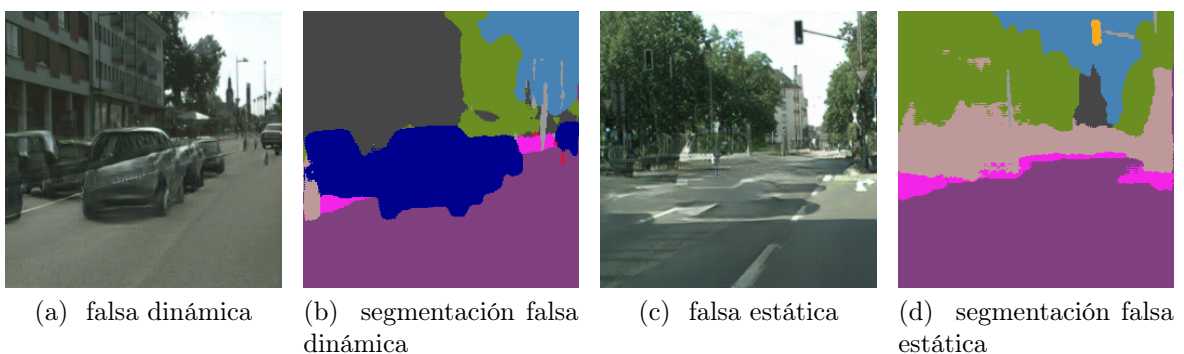 (a) falsa dinámica
(b) segmentación falsa
dinámica
(c) falsa estática
(d) segmentación falsa
estática